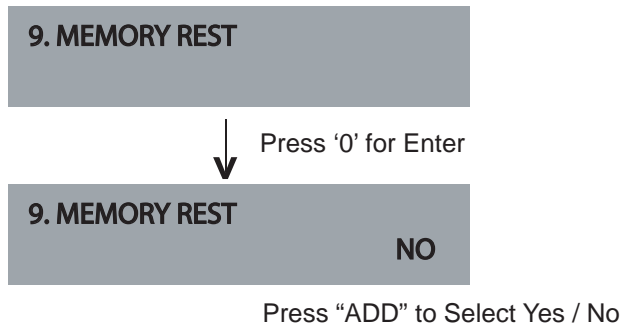 9. MEMORY REST
Press ‘0’ for Enter
9. MEMORY REST
NO
Press “ADD” to Select Yes / No